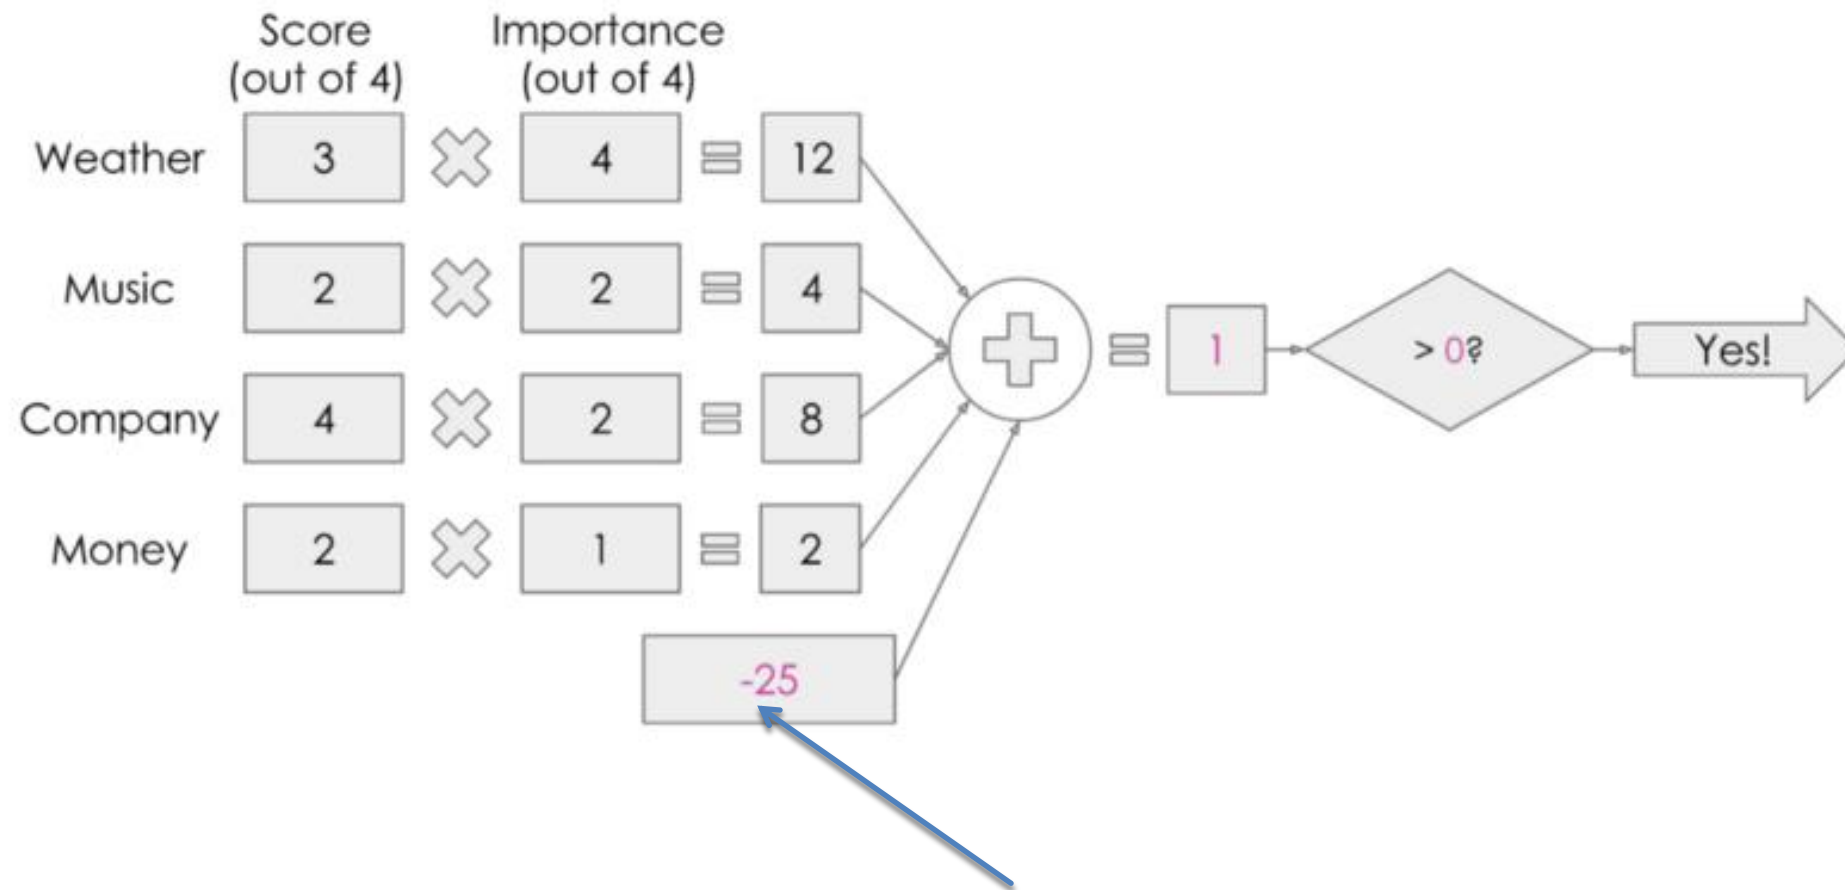 Score Importance
(out of 4) (out of 4)
Weather 3 4 = 12
Music 2 2 = 4
Company 4 2 = 8
Money 2 1 = 2
-25
= 1 > 0? Yes!